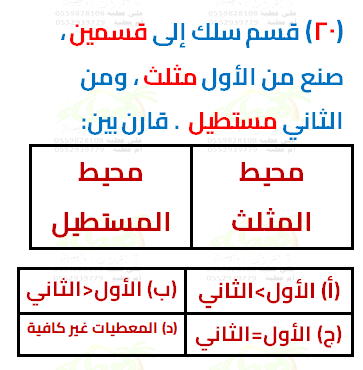 (٢٠) قسم سلك إلى قسمين ،
صنع من الأول مثلث ، ومن
الثاني مستطيل . قارن بين:
محيط المثلث
محيط المستطيل
(أ) الأول>الثاني
(ب) الأول<الثاني
(ج) الأول=الثاني
(د) المعطيات غير كافية